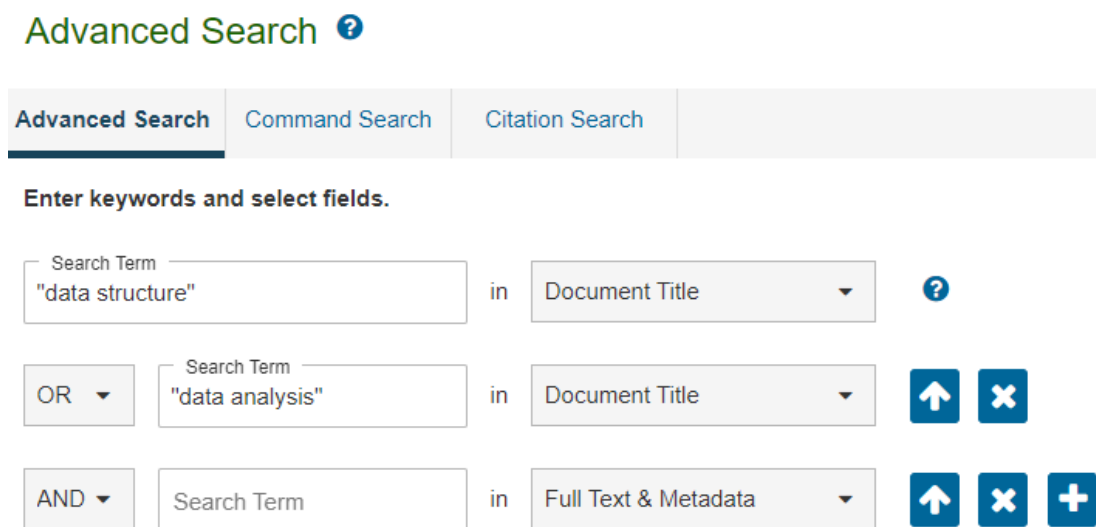 Advanced Search ?
Advanced Search Command Search Citation Search
Enter keywords and select fields.
Search Term
"data structure" in Document Title ?
Search Term
OR "data analysis" in Document Title
AND Search Term in Full Text & Metadata